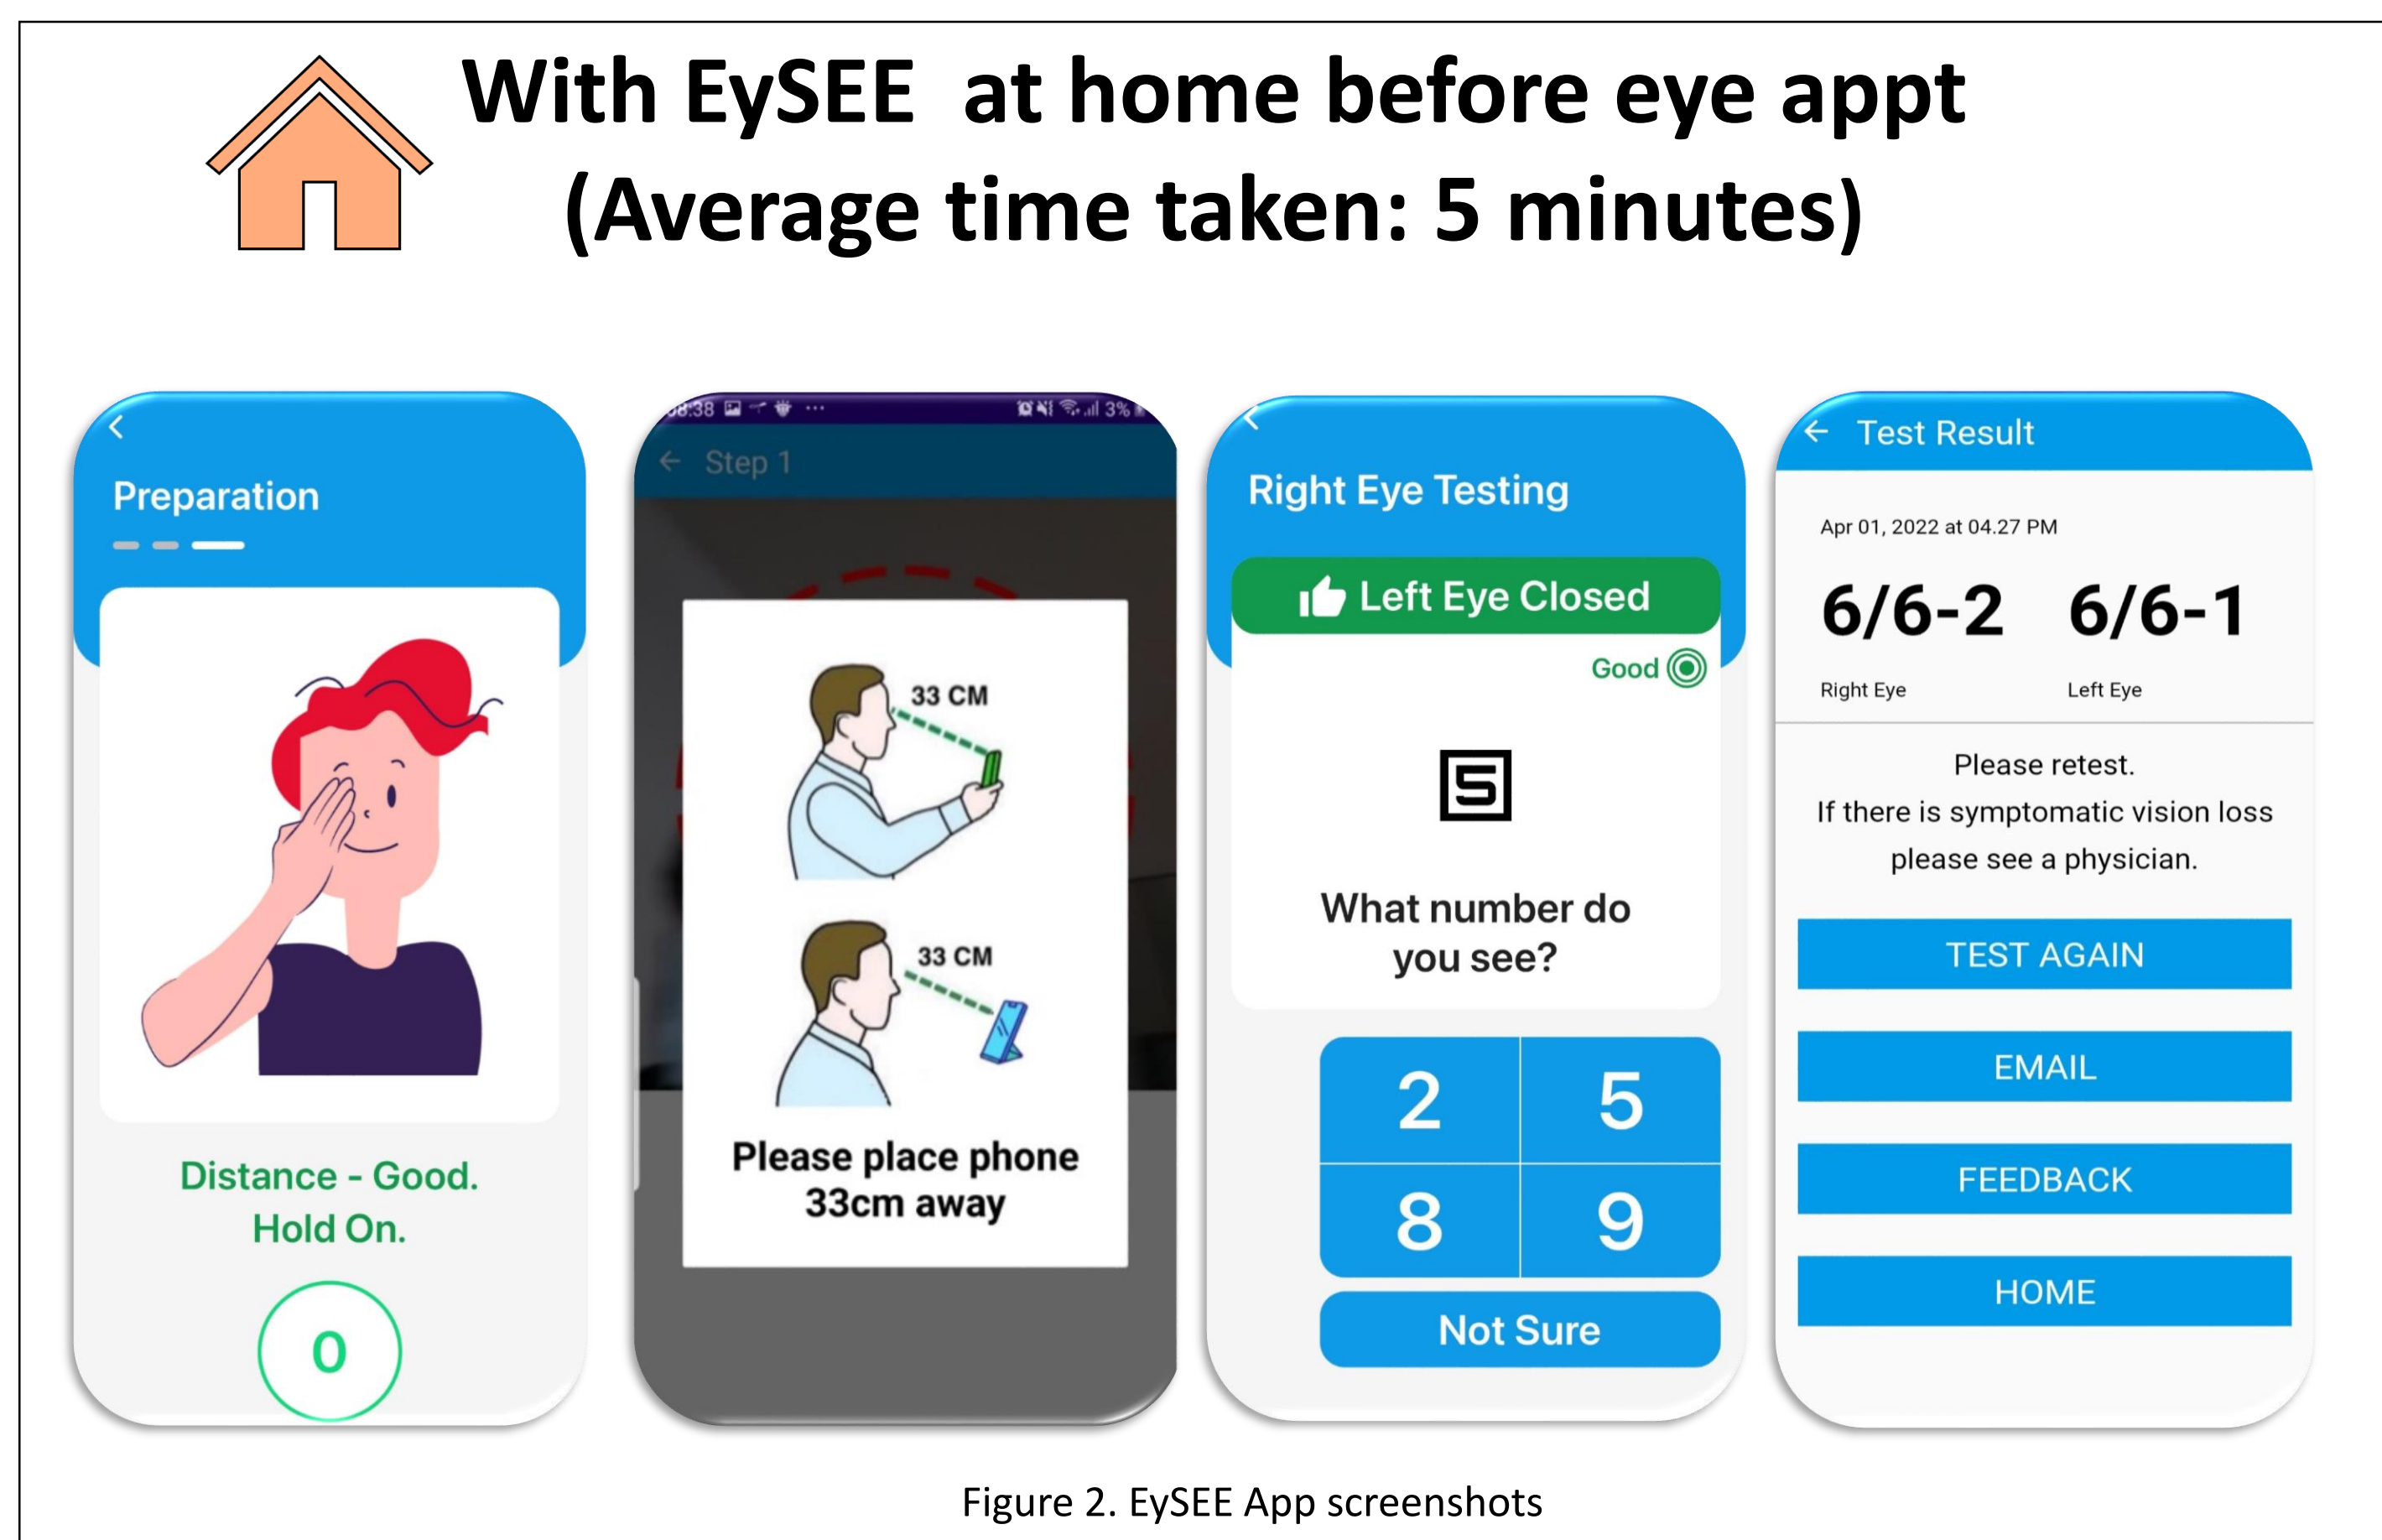 With EySEE at home before eye appt
(Average time taken: 5 minutes)
Preparation
Distance - Good.
Hold On.
0
08:38
3%
Step 1
33 CM
33 CM
Please place phone
33cm away
Right Eye Testing
Left Eye Closed
Good
5
What number do
you see?
2 5
8 9
Not Sure
Test Result
Apr 01, 2022 at 04.27 PM
6/6-2 6/6-1
Right Eye Left Eye
Please retest.
If there is symptomatic vision loss
please see a physician.
TEST AGAIN
EMAIL
FEEDBACK
HOME
Figure 2. EySEE App screenshots